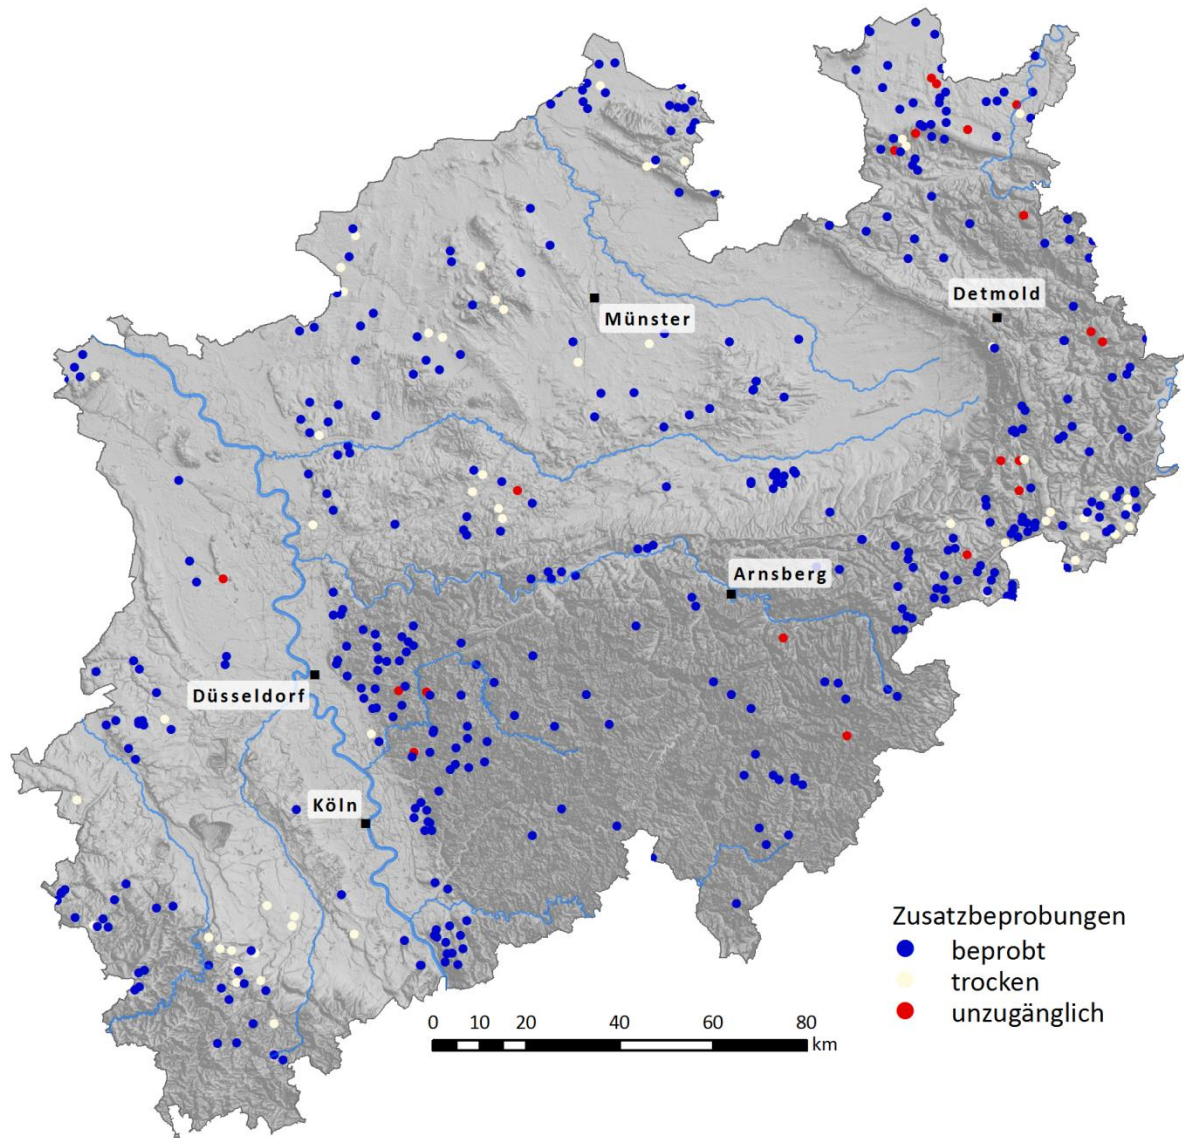 Detmold
Münster
Arnsberg
Düsseldorf
Köln
Zusatzbeprobungen
beprobt
trocken
unzugänglich
0 10 20 40 60 80
km